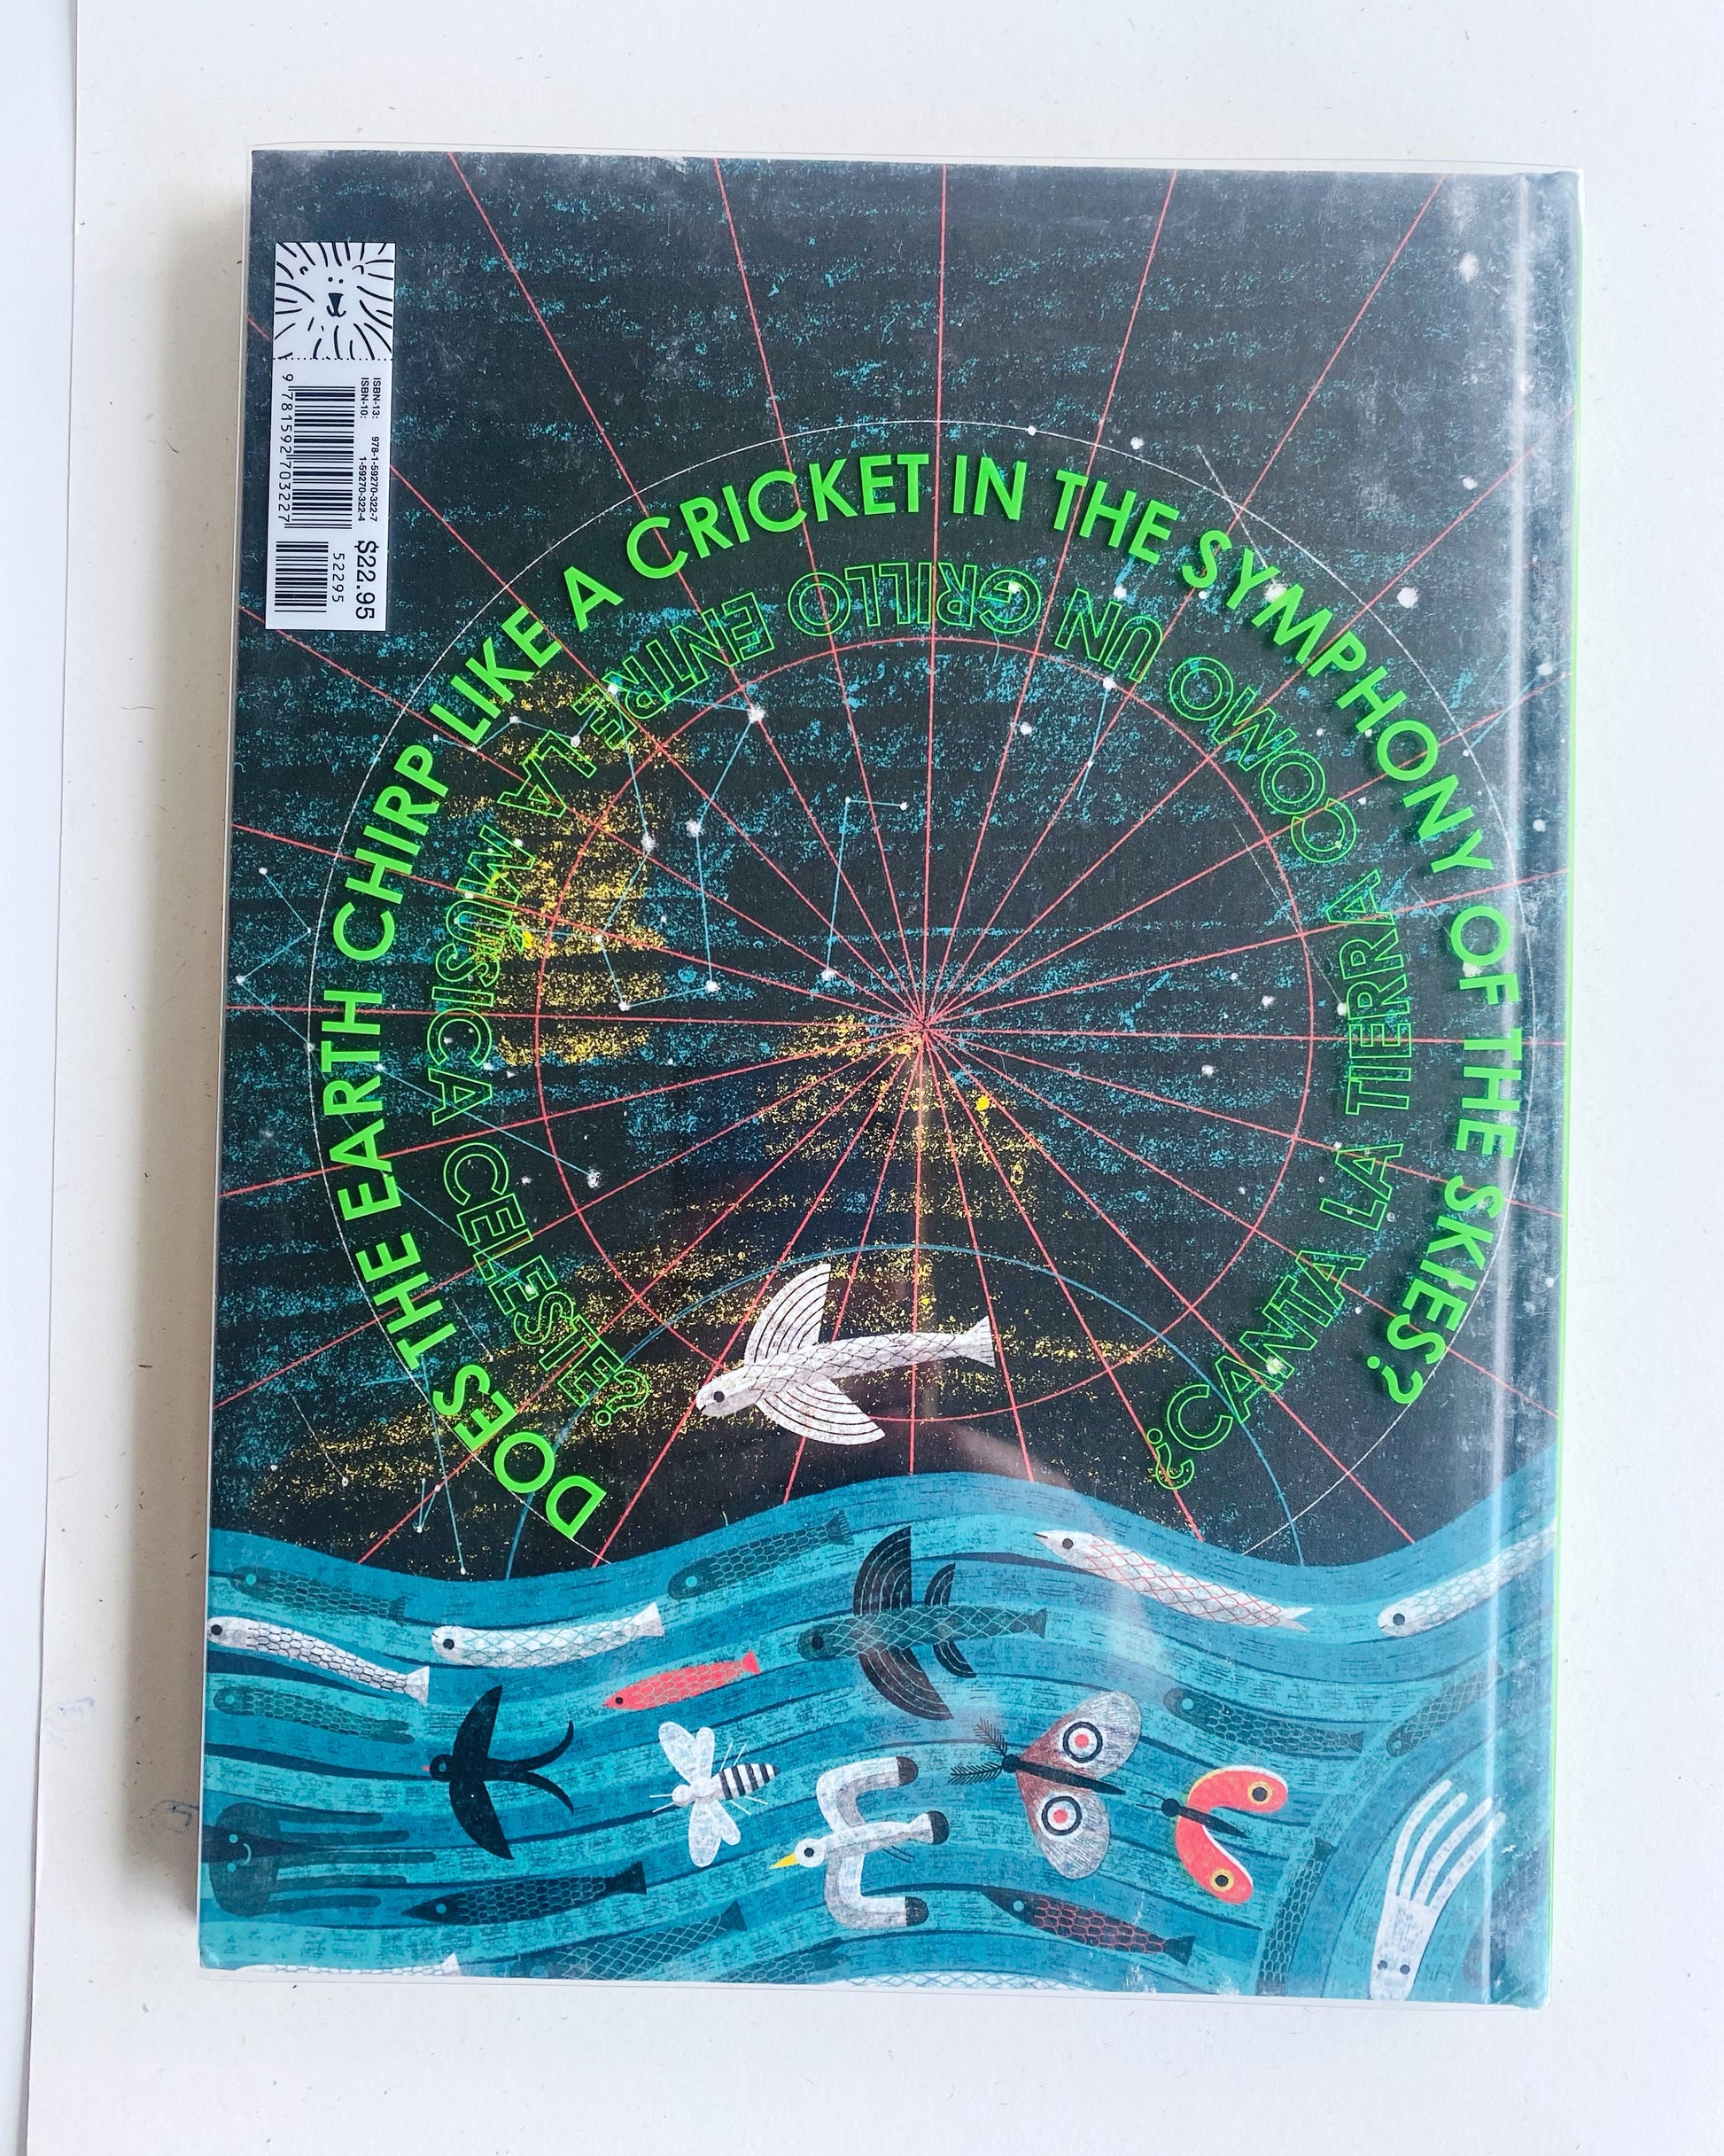 DOES THE EARTH CHIRP LIKE A CRICKET IN THE SYMPHONY OF THE SKIES?
¿CANTA LA TIERRA COMO UN GRILLO ENTRE LA MÚSICA CELESTE?
ISBN-13: 978-1-59270-322-7
ISBN-10: 1-59270-322-4
$22.95
52295
9 781592 703227